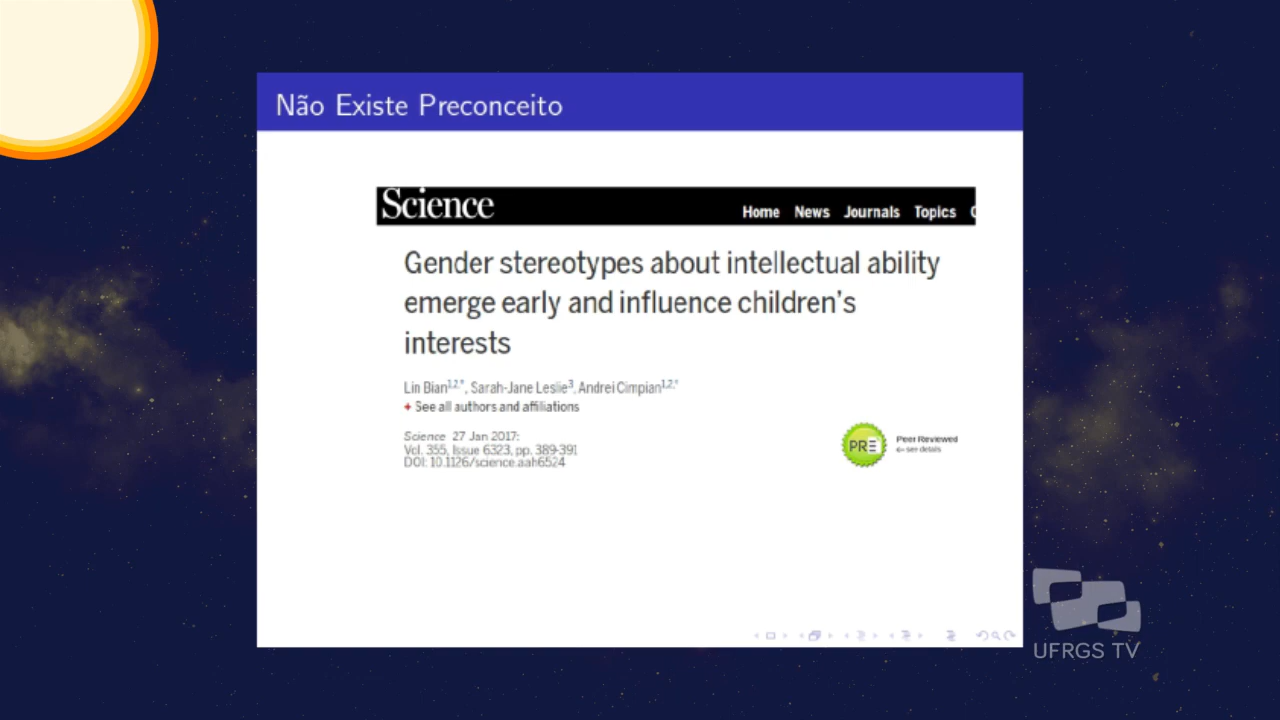 Não Existe Preconceito
Science
Home News Journals Topics
Gender stereotypes about intellectual ability
emerge early and influence children's
interests
Lin Bian1,2,*, Sarah-Jane Leslie3, Andrei Cimpian1,2,*
+ See all authors and affiliations
Science 27 Jan 2017:
Vol. 355, Issue 6323, pp. 389-391
DOI: 10.1126/science.aah6524
PRE
Peer Reviewed
← see details
UFRGS TV